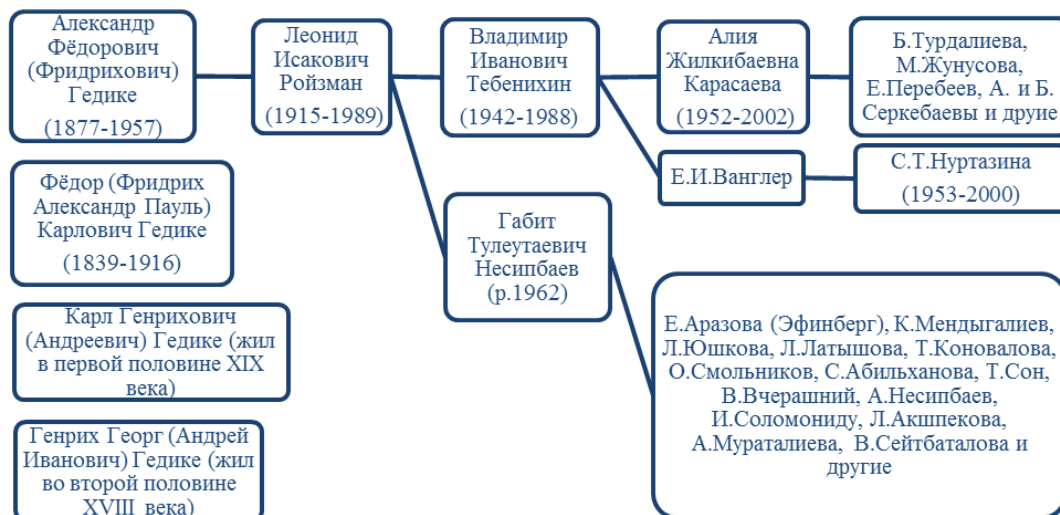 Александр
Фёдорович
(Фридрихович)
Гедике
(1877-1957)
Леонид
Исакович
Ройзман
(1915-1989)
Владимир
Иванович
Тебенихин
(1942-1988)
Алия
Жилкибаевна
Карасаева
(1952-2002)
Б.Турдалиева,
М.Жунусова,
Е.Перебеев, А. и Б.
Серкебаевы и друие
Е.И.Ванглер
С.Т.Нуртазина
(1953-2000)
Фёдор (Фридрих
Александр Пауль)
Карлович Гедике
(1839-1916)
Габит
Тулеутаевич
Несипбаев
(р.1962)
Карл Генрихович
(Андреевич) Гедике (жил
в первой половине XIX
века)
Генрих Георг (Андрей
Иванович) Гедике (жил
во второй половине
XVIII века)
Е.Аразова (Эфинберг), К.Мендыгалиев,
Л.Юшкова, Л.Латышова, Т.Коновалова,
О.Смольников, С.Абильханова, Т.Сон,
В.Вчерашний, А.Несипбаев,
И.Соломониду, Л.Акшпекова,
А.Мураталиева, В.Сейтбаталова и
другие